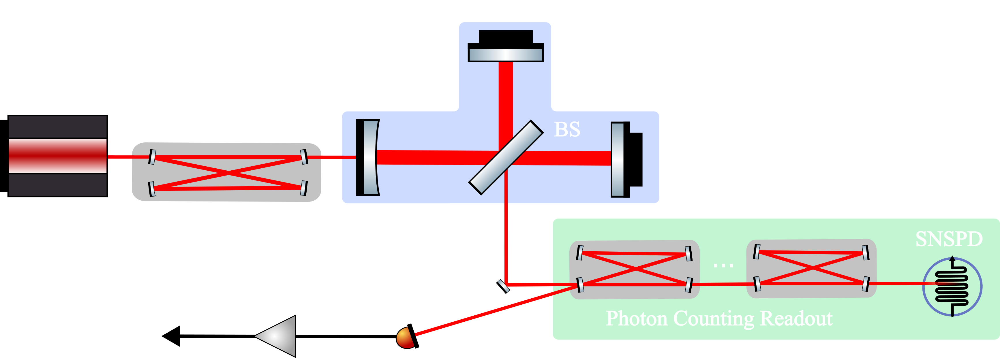 BS
SNSPD
...
Photon Counting Readout